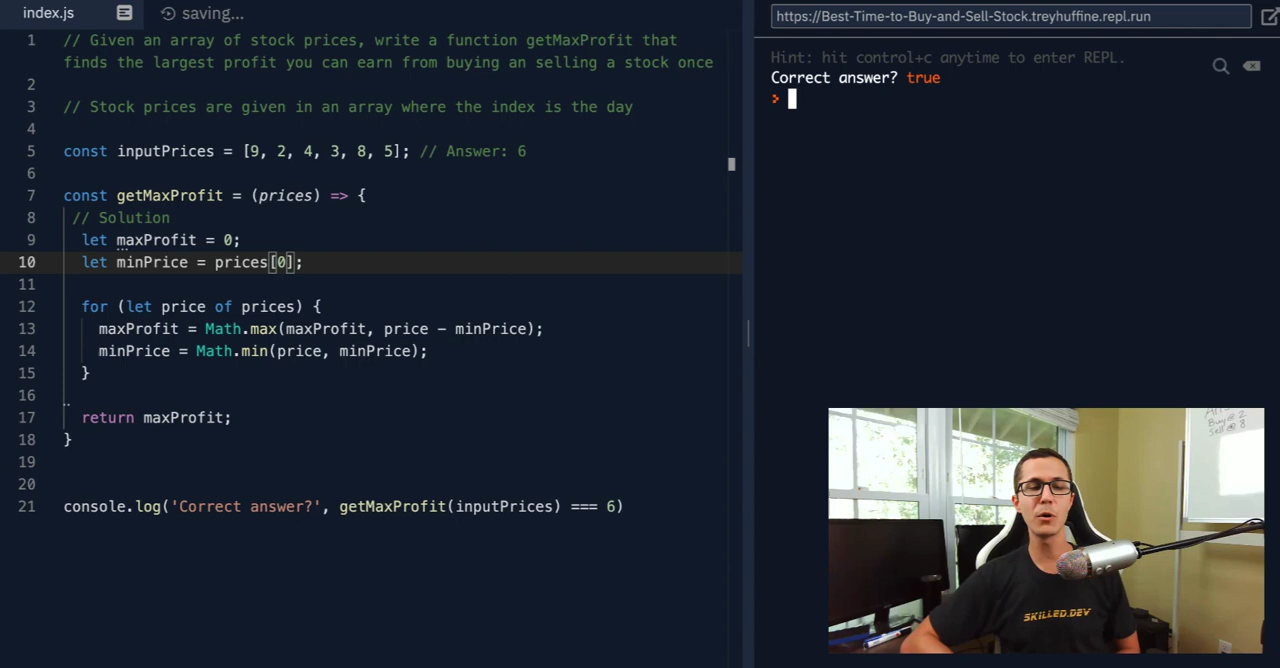 index.js
saving...
https://Best-Time-to-Buy-and-Sell-Stock.treyhuffine.repl.run
1 // Given an array of stock prices, write a function getMaxProfit that
finds the largest profit you can earn from buying an selling a stock once
2
3 // Stock prices are given in an array where the index is the day
4
5 const inputPrices = [9, 2, 4, 3, 8, 5]; // Answer: 6
6
7 const getMaxProfit = (prices) => {
8 // Solution
9 let maxProfit = 0;
10 let minPrice = prices[0];
11
12 for (let price of prices) {
13 maxProfit = Math.max(maxProfit, price - minPrice);
14 minPrice = Math.min(price, minPrice);
15 }
16
17 return maxProfit;
18 }
19
20
21 console.log('Correct answer?', getMaxProfit(inputPrices) === 6)
Hint: hit control+c anytime to enter REPL.
Correct answer? true
>
Buy @ 2
Sell @ 8
SKILLED.DEV